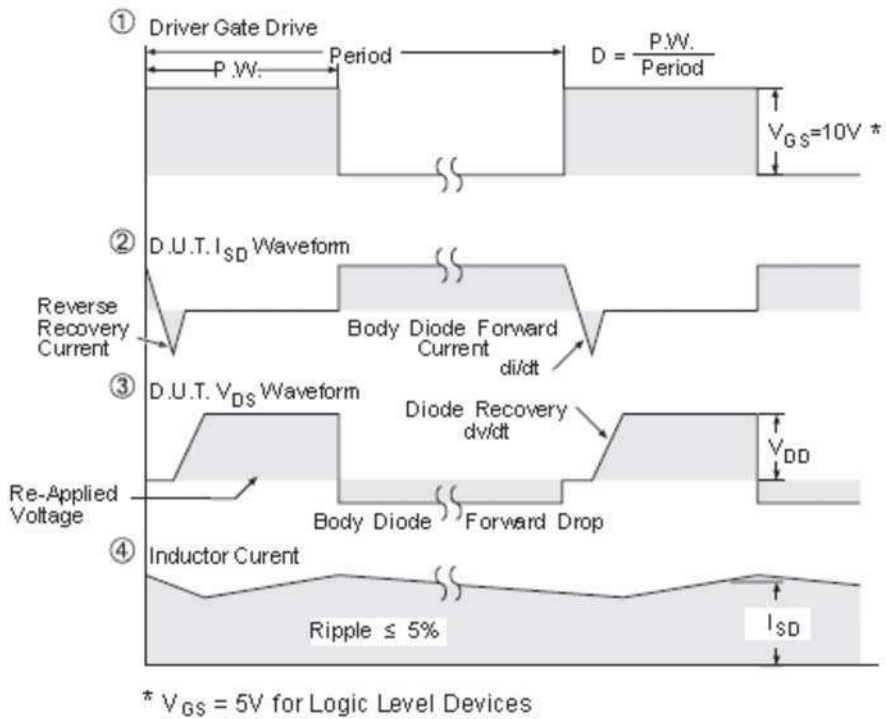 ① Driver Gate Drive
Period
P.W.
D = P.W. / Period
V_GS=10V *
② D.U.T. I_SD Waveform
Reverse
Recovery
Current
Body Diode Forward
Current
di/dt
③ D.U.T. V_DS Waveform
Diode Recovery
dv/dt
V_DD
Re-Applied
Voltage
Body Diode Forward Drop
④ Inductor Curent
Ripple ≤ 5%
I_SD
* V_GS = 5V for Logic Level Devices